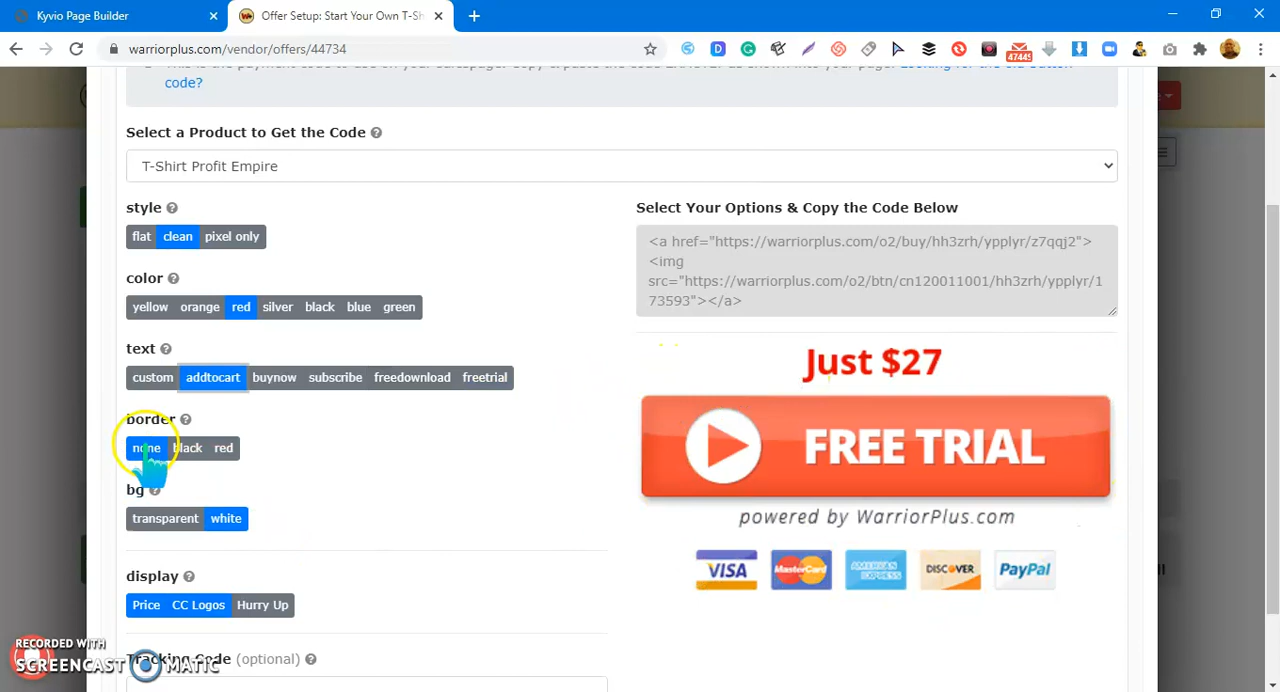 Kyvio Page Builder
Offer Setup: Start Your Own T-Sh
warriorplus.com/vendor/offers/44734
47449
code?
Select a Product to Get the Code
T-Shirt Profit Empire
style
flat clean pixel only
color
yellow orange red silver black blue green
text
custom addtocart buynow subscribe freedownload freetrial
border
none black red
bg
transparent white
display
Price CC Logos Hurry Up
Tracking Code (optional)
Select Your Options & Copy the Code Below
<a href="https://warriorplus.com/o2/buy/hh3zrh/ypplyr/z7qqj2">
<img
src="https://warriorplus.com/o2/btn/cn120011001/hh3zrh/ypplyr/1
73593"></a>
Just $27
FREE TRIAL
powered by WarriorPlus.com
VISA MasterCard AMERICAN EXPRESS DISCOVER PayPal
RECORDED WITH
SCREENCAST MATIC